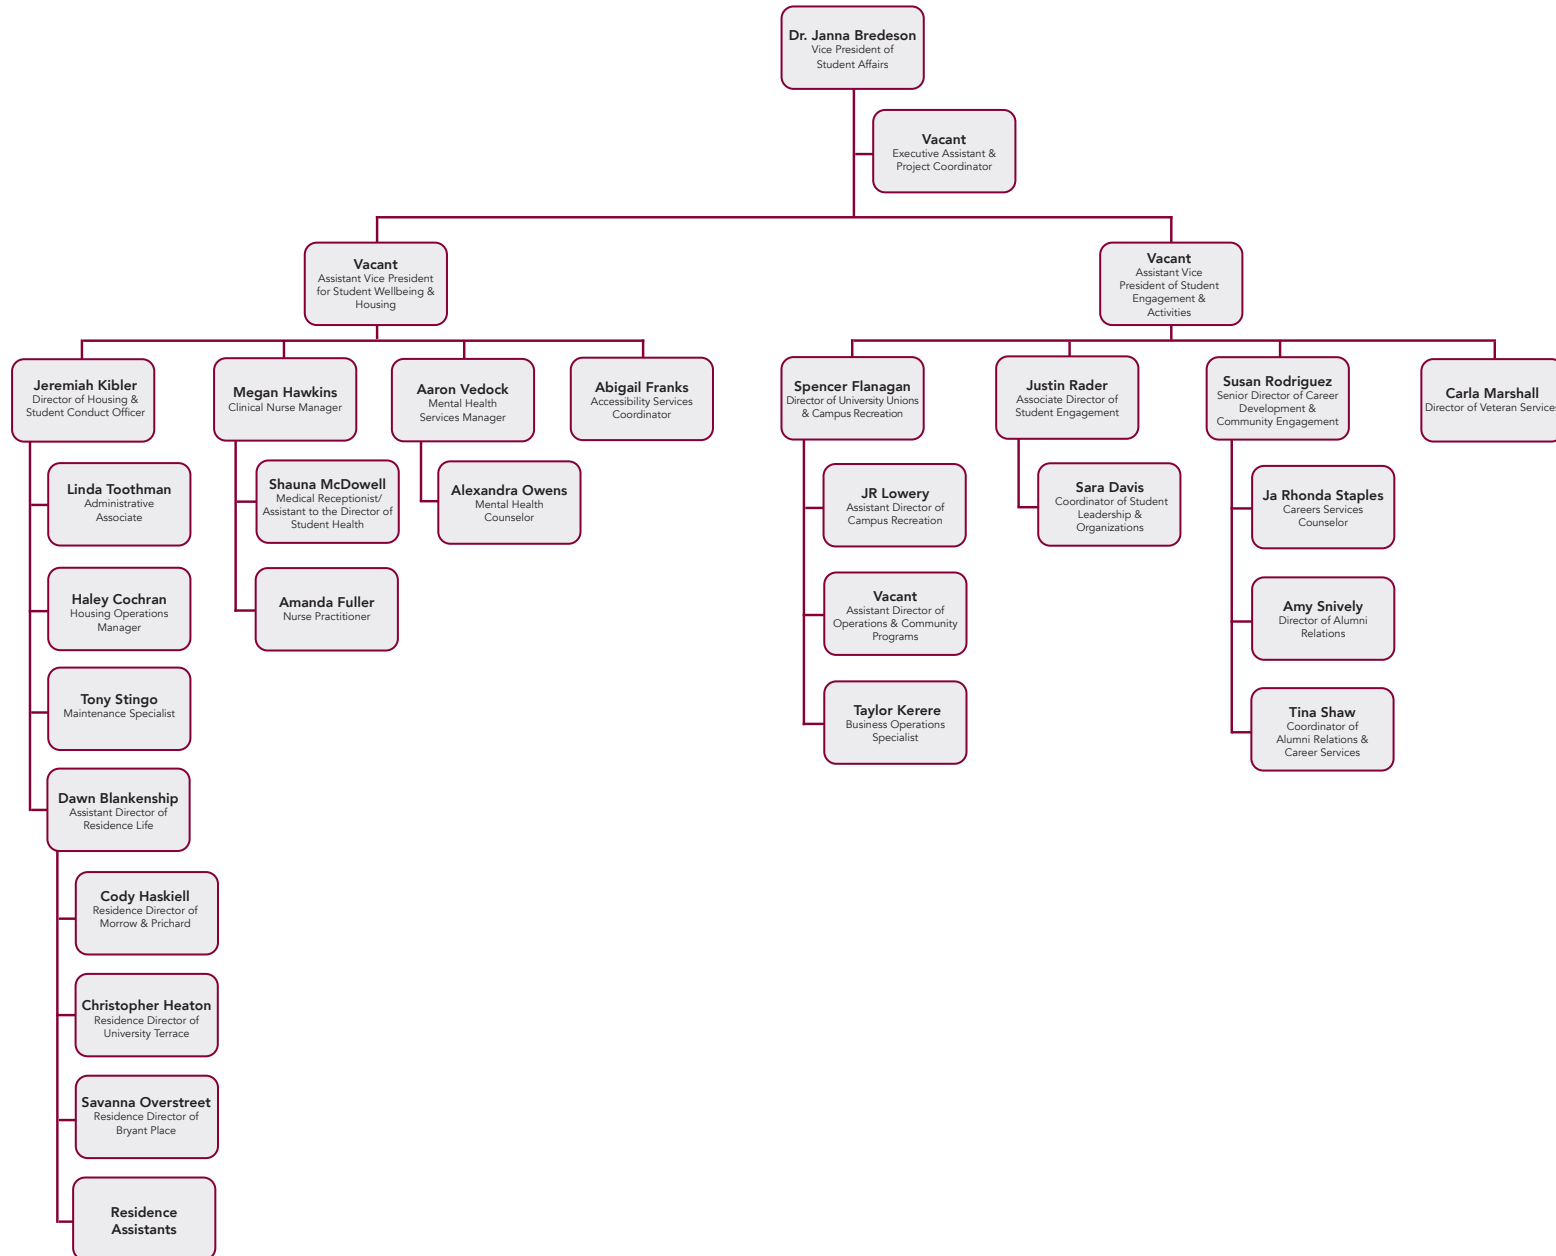 Dr. Janna Bredeson
Vice President of
Student Affairs
Vacant
Executive Assistant &
Project Coordinator
Vacant
Assistant Vice President
for Student Wellbeing &
Housing
Vacant
Assistant Vice
President of Student
Engagement &
Activities
Jeremiah Kibler
Director of Housing &
Student Conduct Officer
Megan Hawkins
Clinical Nurse Manager
Aaron Vedock
Mental Health
Services Manager
Abigail Franks
Accessibility Services
Coordinator
Spencer Flanagan
Director of University Unions
& Campus Recreation
Justin Rader
Associate Director of
Student Engagement
Susan Rodriguez
Senior Director of Career
Development &
Community Engagement
Carla Marshall
Director of Veteran Services
Linda Toothman
Administrative
Associate
Haley Cochran
Housing Operations
Manager
Tony Stingo
Maintenance Specialist
Dawn Blankenship
Assistant Director of
Residence Life
Cody Haskiell
Residence Director of
Morrow & Prichard
Christopher Heaton
Residence Director of
University Terrace
Savanna Overstreet
Residence Director of
Bryant Place
Residence
Assistants
Shauna McDowell
Medical Receptionist/
Assistant to the Director of
Student Health
Amanda Fuller
Nurse Practitioner
Alexandra Owens
Mental Health
Counselor
JR Lowery
Assistant Director of
Campus Recreation
Vacant
Assistant Director of
Operations & Community
Programs
Taylor Kerere
Business Operations
Specialist
Sara Davis
Coordinator of Student
Leadership &
Organizations
Ja Rhonda Staples
Careers Services
Counselor
Amy Snively
Director of Alumni
Relations
Tina Shaw
Coordinator of
Alumni Relations &
Career Services